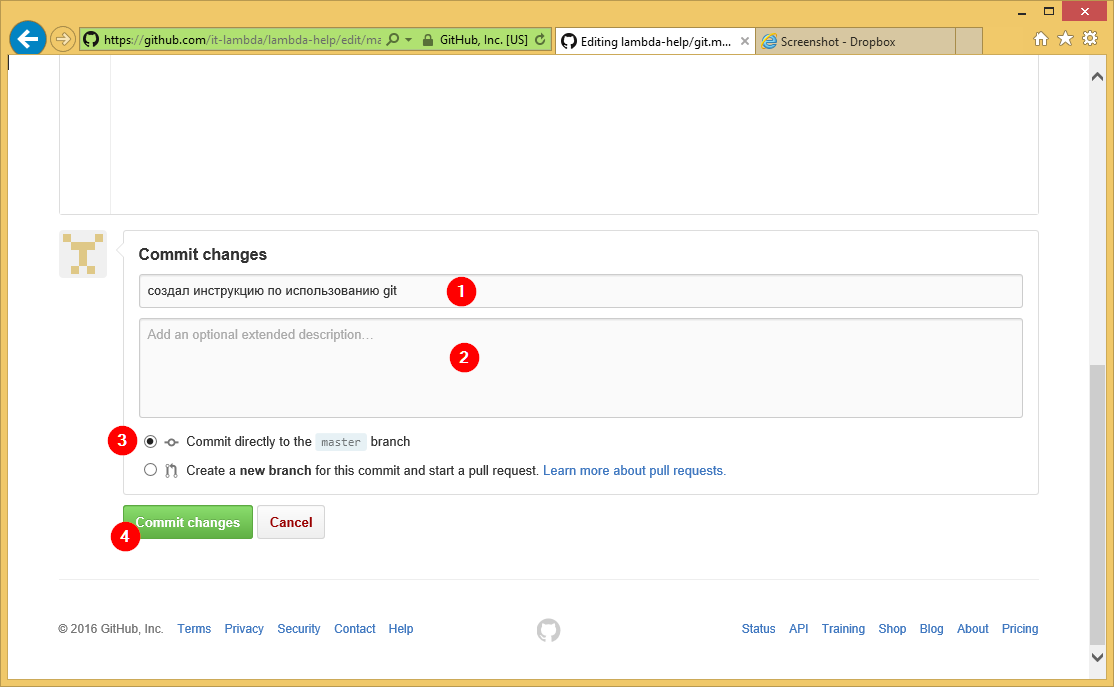 https://github.com/it-lambda/lambda-help/edit/ma GitHub, Inc. [US] Editing lambda-help/git.m... Screenshot - Dropbox
Commit changes
создал инструкцию по использованию git 1
Add an optional extended description…
2
3 Commit directly to the master branch
Create a new branch for this commit and start a pull request. Learn more about pull requests.
Commit changes Cancel
4
© 2016 GitHub, Inc. Terms Privacy Security Contact Help Status API Training Shop Blog About Pricing